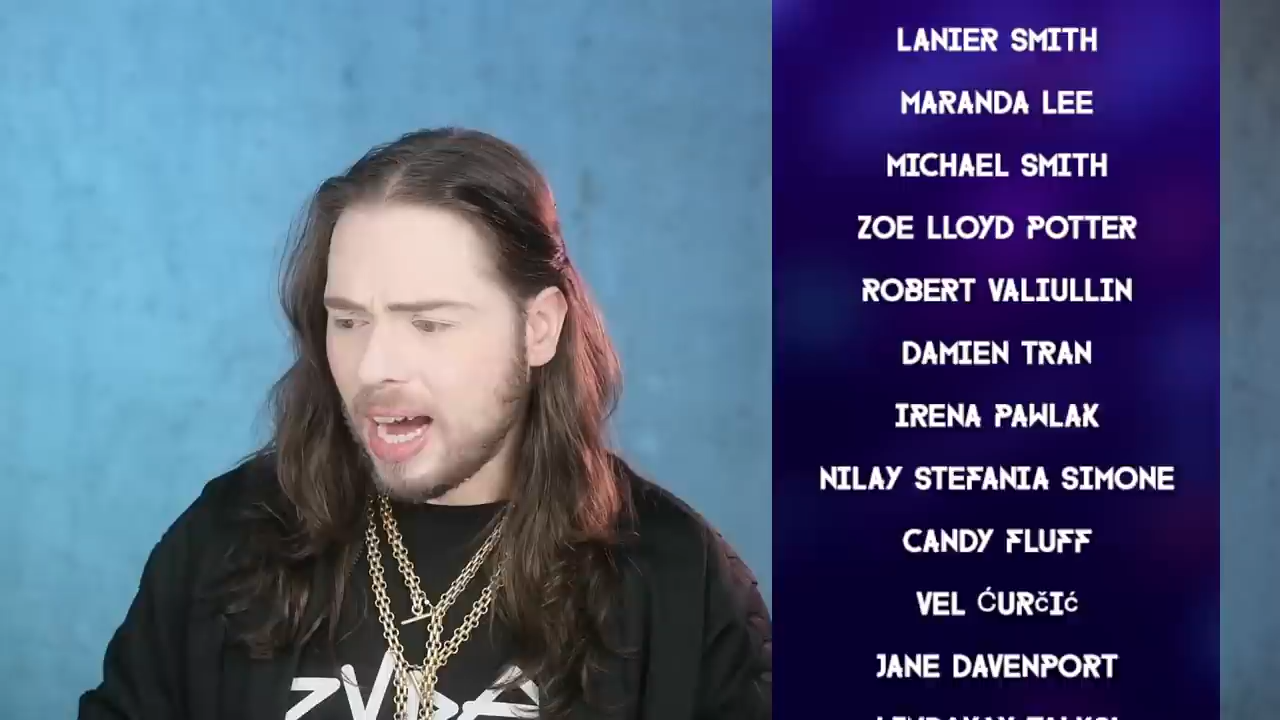 LANIER SMITH
MARANDA LEE
MICHAEL SMITH
ZOE LLOYD POTTER
ROBERT VALIULLIN
DAMIEN TRAN
IRENA PAWLAK
NILAY STEFANIA SIMONE
CANDY FLUFF
VEL ĆURČIĆ
JANE DAVENPORT